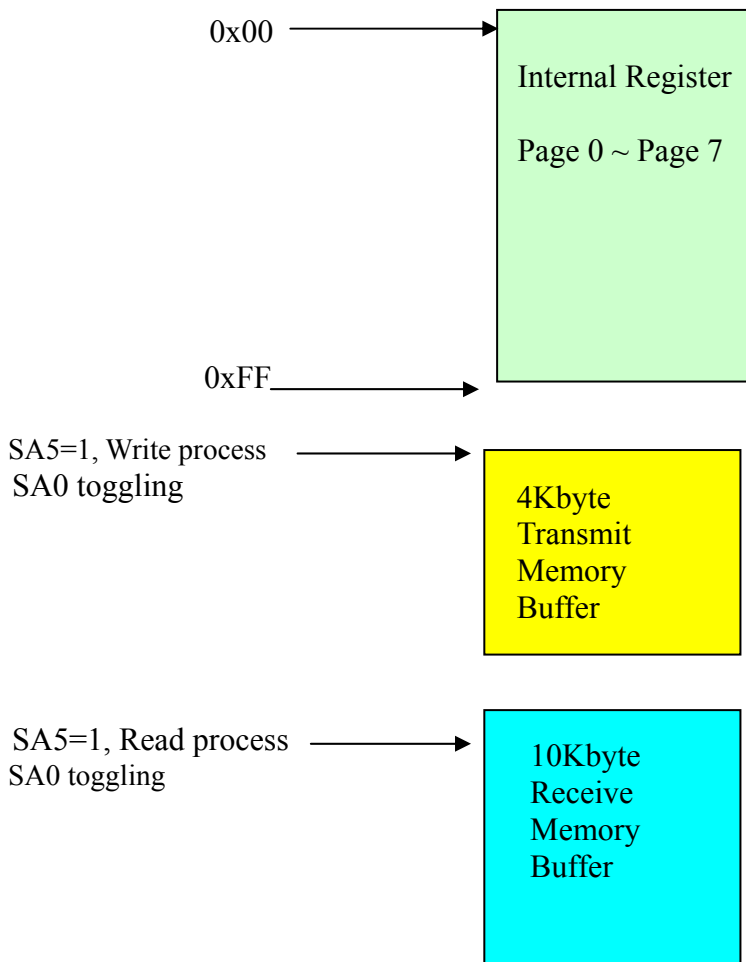 0x00
Internal Register
Page 0 ~ Page 7
0xFF
SA5=1, Write process
SA0 toggling
4Kbyte
Transmit
Memory
Buffer
SA5=1, Read process
SA0 toggling
10Kbyte
Receive
Memory
Buffer